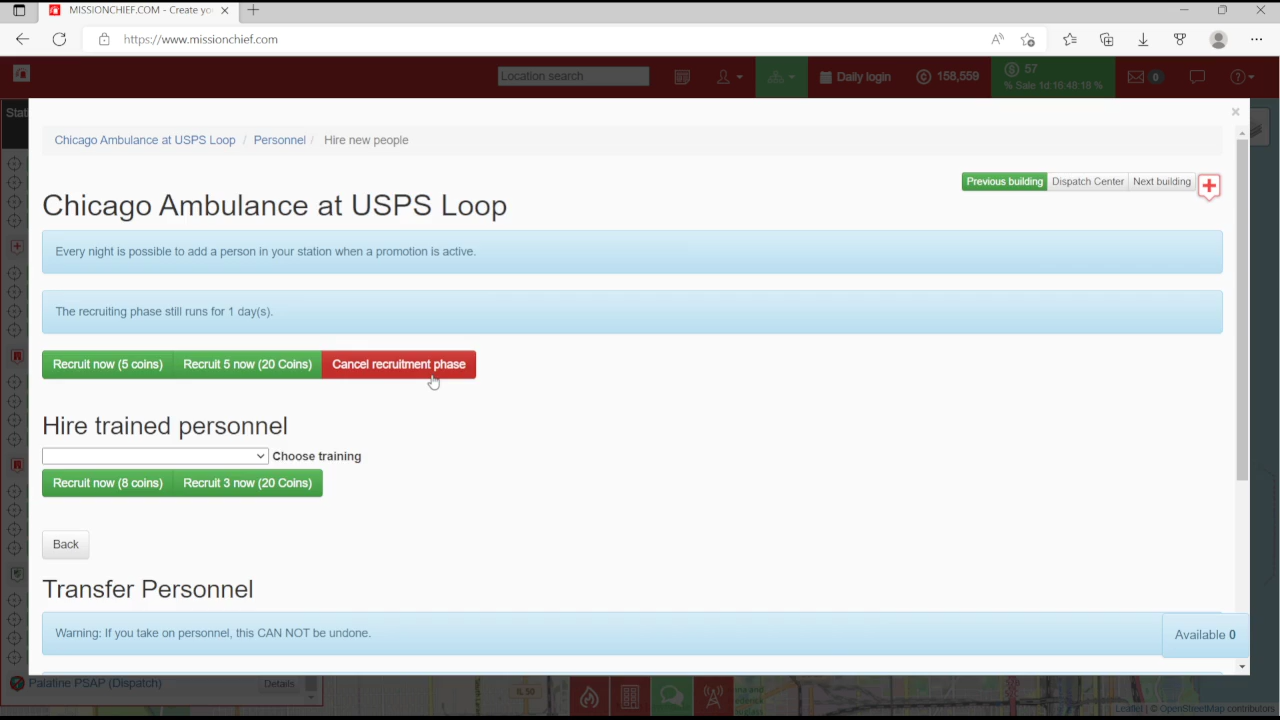 MISSIONCHIEF.COM - Create yo
https://www.missionchief.com
Location search
Daily login
158,559
57
% Sale 1d:16:48:16 %
0
Stati
Chicago Ambulance at USPS Loop / Personnel / Hire new people
Previous building
Dispatch Center
Next building
Chicago Ambulance at USPS Loop
Every night is possible to add a person in your station when a promotion is active.
The recruiting phase still runs for 1 day(s).
Recruit now (5 coins)
Recruit 5 now (20 Coins)
Cancel recruitment phase
Hire trained personnel
Choose training
Recruit now (8 coins)
Recruit 3 now (20 Coins)
Back
Transfer Personnel
Warning: If you take on personnel, this CAN NOT be undone.
Available 0
Palatine PSAP (Dispatch)
Details
IL 50
Leaflet | © OpenStreetMap contributors